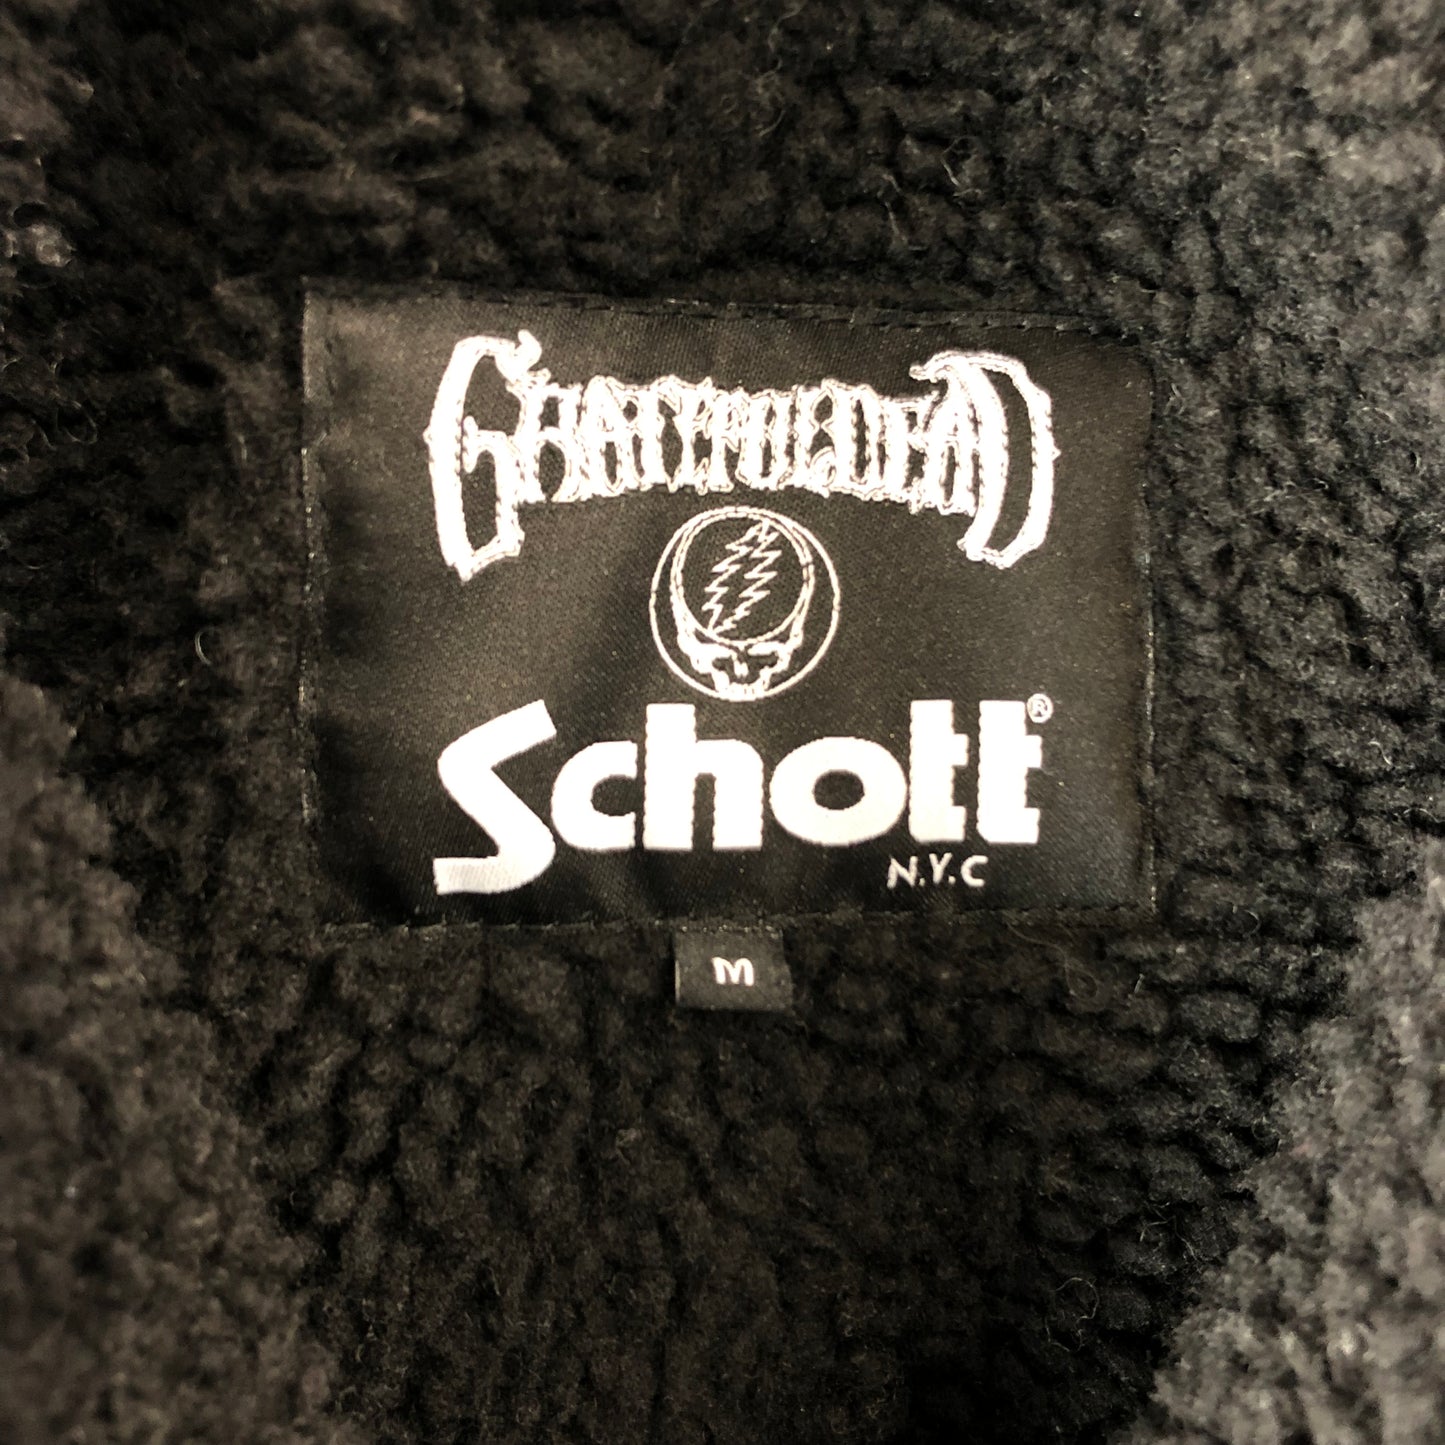 GRATEFUL DEAD
Schott®
N.Y.C
M